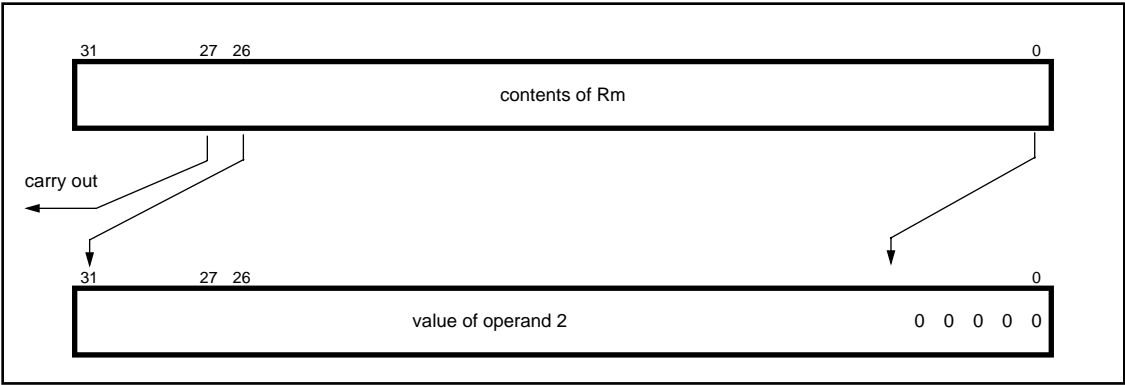 31 27 26 0
contents of Rm
carry out
31 27 26 0
value of operand 2 0 0 0 0 0